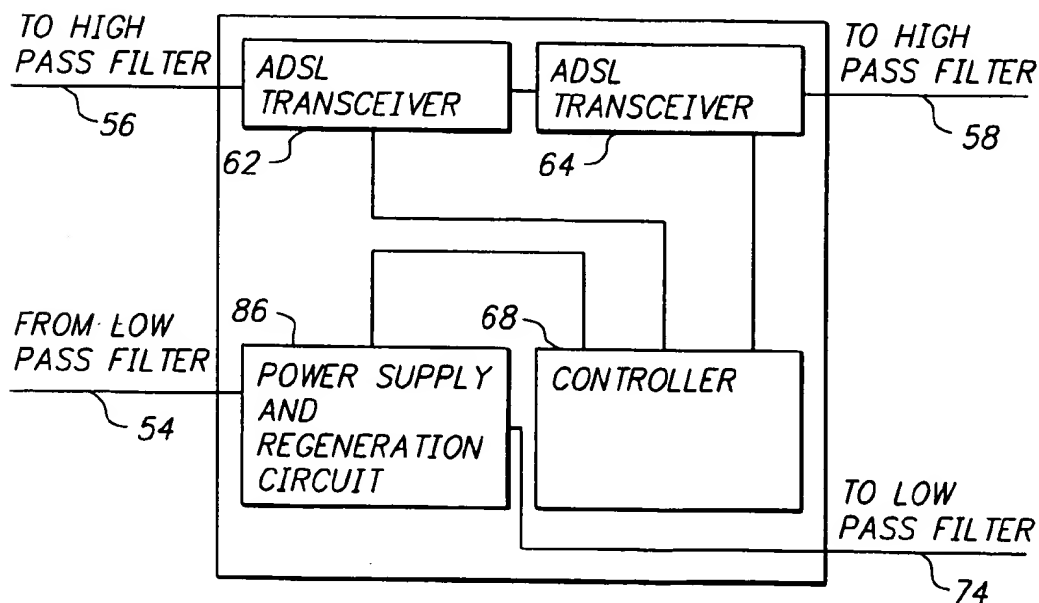 TO HIGH
PASS FILTER
56
ADSL
TRANSCEIVER
62
ADSL
TRANSCEIVER
64
TO HIGH
PASS FILTER
58
FROM LOW
PASS FILTER
54
86
POWER SUPPLY
AND
REGENERATION
CIRCUIT
68
CONTROLLER
TO LOW
PASS FILTER
74